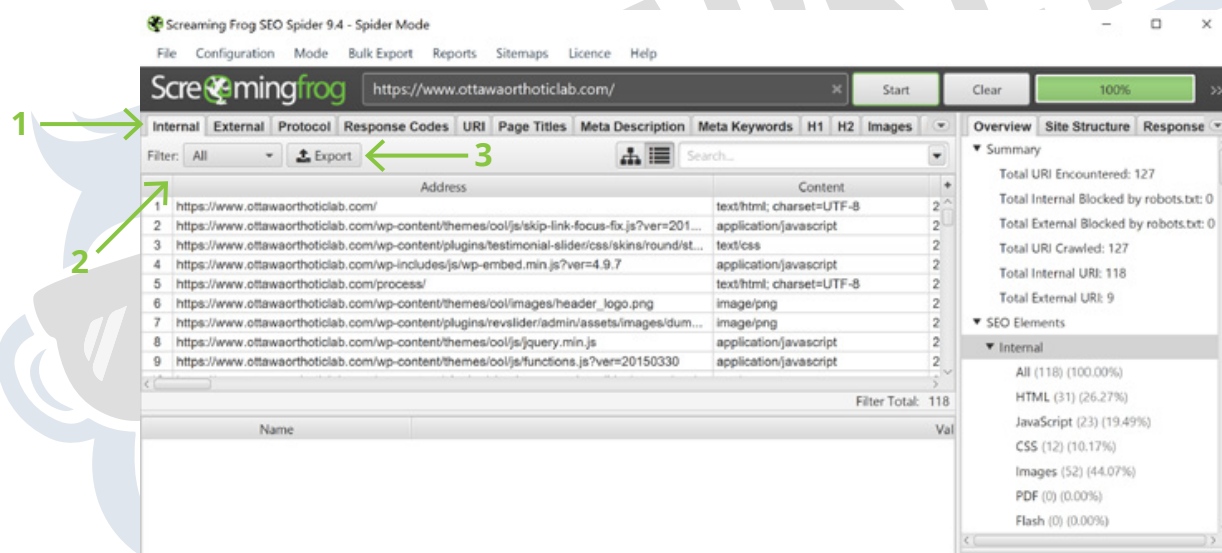 Screaming Frog SEO Spider 9.4 - Spider Mode
File Configuration Mode Bulk Export Reports Sitemaps Licence Help
Screamingfrog https://www.ottawaorthoticlab.com/ Start Clear 100%
1
Internal External Protocol Response Codes URI Page Titles Meta Description Meta Keywords H1 H2 Images
Filter: All Export
3
Search...
Address Content
1 https://www.ottawaorthoticlab.com/ text/html; charset=UTF-8 2
2 https://www.ottawaorthoticlab.com/wp-content/themes/ool/js/skip-link-focus-fix.js?ver=201... application/javascript 2
3 https://www.ottawaorthoticlab.com/wp-content/plugins/testimonial-slider/css/skins/round/st... text/css 2
2
4 https://www.ottawaorthoticlab.com/wp-includes/js/wp-embed.min.js?ver=4.9.7 application/javascript 2
5 https://www.ottawaorthoticlab.com/process/ text/html; charset=UTF-8 2
6 https://www.ottawaorthoticlab.com/wp-content/themes/ool/images/header_logo.png image/png 2
7 https://www.ottawaorthoticlab.com/wp-content/plugins/revslider/admin/assets/images/dum... image/png 2
8 https://www.ottawaorthoticlab.com/wp-content/themes/ool/js/jquery.min.js application/javascript 2
9 https://www.ottawaorthoticlab.com/wp-content/themes/ool/js/functions.js?ver=20150330 application/javascript 2
Filter Total: 118
Name Val
Overview Site Structure Response
Summary
Total URI Encountered: 127
Total Internal Blocked by robots.txt: 0
Total External Blocked by robots.txt: 0
Total URI Crawled: 127
Total Internal URI: 118
Total External URI: 9
SEO Elements
Internal
All (118) (100.00%)
HTML (31) (26.27%)
JavaScript (23) (19.49%)
CSS (12) (10.17%)
Images (52) (44.07%)
PDF (0) (0.00%)
Flash (0) (0.00%)